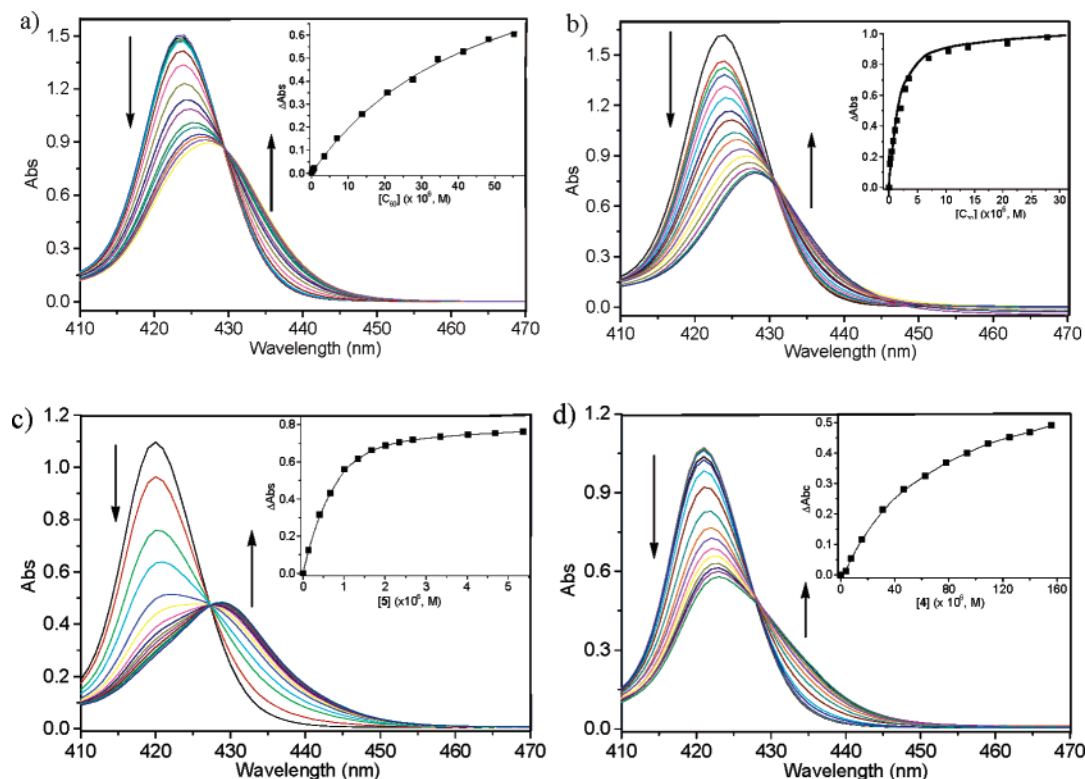 a)
1.5
1.2
0.9
0.6
0.3
0.0
Abs
410 420 430 440 450 460 470
Wavelength (nm)
0.6
0.5
0.4
0.3
0.2
0.1
0.0
ΔAbs
0 10 20 30 40 50
[C60] (x 10⁶, M)
b)
1.5
1.2
0.9
0.6
0.3
0.0
Abs
410 420 430 440 450 460 470
Wavelength (nm)
1.0
0.8
0.6
0.4
0.2
0.0
ΔAbs
0 5 10 15 20 25 30
[C70] (x10⁶, M)
c)
1.2
1.0
0.8
0.6
0.4
0.2
0.0
Abs
410 420 430 440 450 460 470
Wavelength (nm)
0.8
0.6
0.4
0.2
0.0
ΔAbs
0 1 2 3 4 5
[5] (x10⁶, M)
d)
1.2
0.9
0.6
0.3
0.0
Abs
410 420 430 440 450 460 470
Wavelength (nm)
0.5
0.4
0.3
0.2
0.1
0.0
ΔAbc
0 40 80 120 160
[4] (x 10⁶, M)